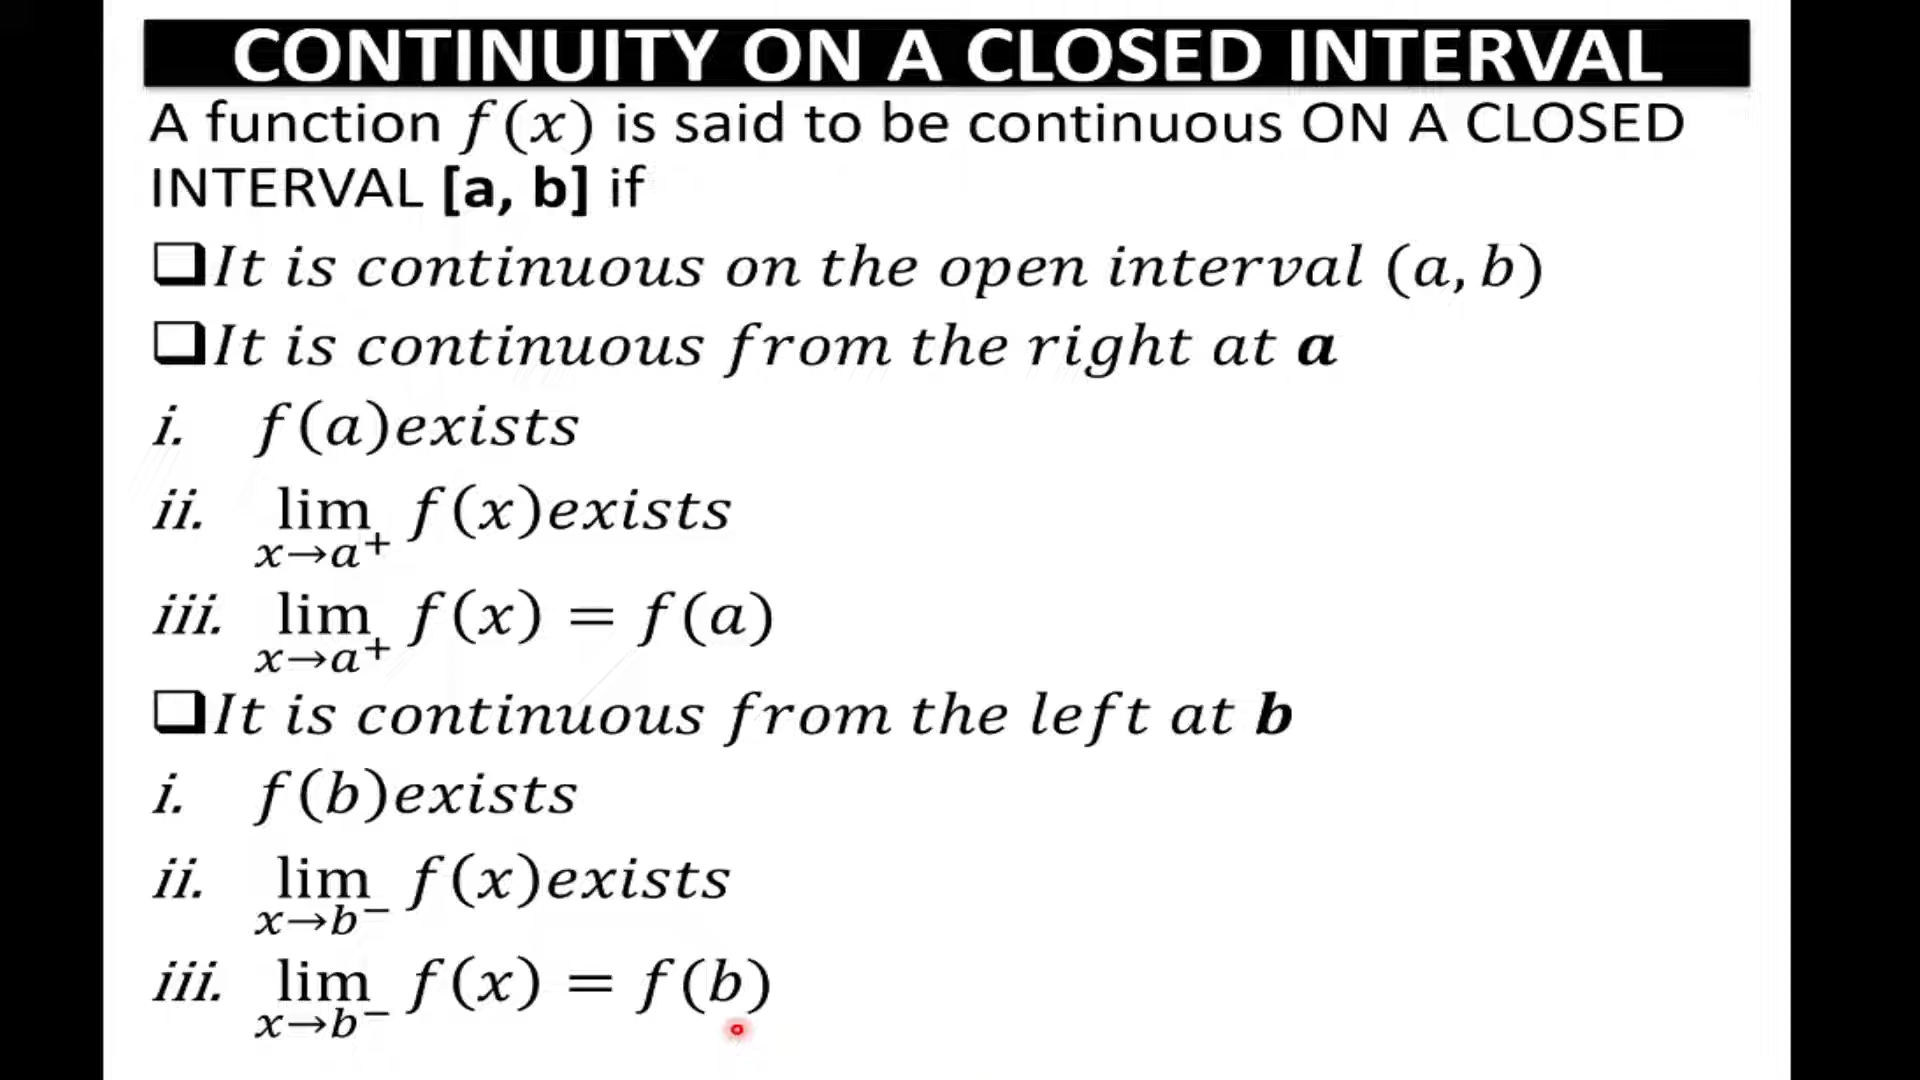 CONTINUITY ON A CLOSED INTERVAL
A function f(x) is said to be continuous ON A CLOSED
INTERVAL [a, b] if
❑It is continuous on the open interval (a, b)
❑It is continuous from the right at a
i. f(a)exists
ii. lim x→a⁺ f(x)exists
iii. lim x→a⁺ f(x) = f(a)
❑It is continuous from the left at b
i. f(b)exists
ii. lim x→b⁻ f(x)exists
iii. lim x→b⁻ f(x) = f(b)